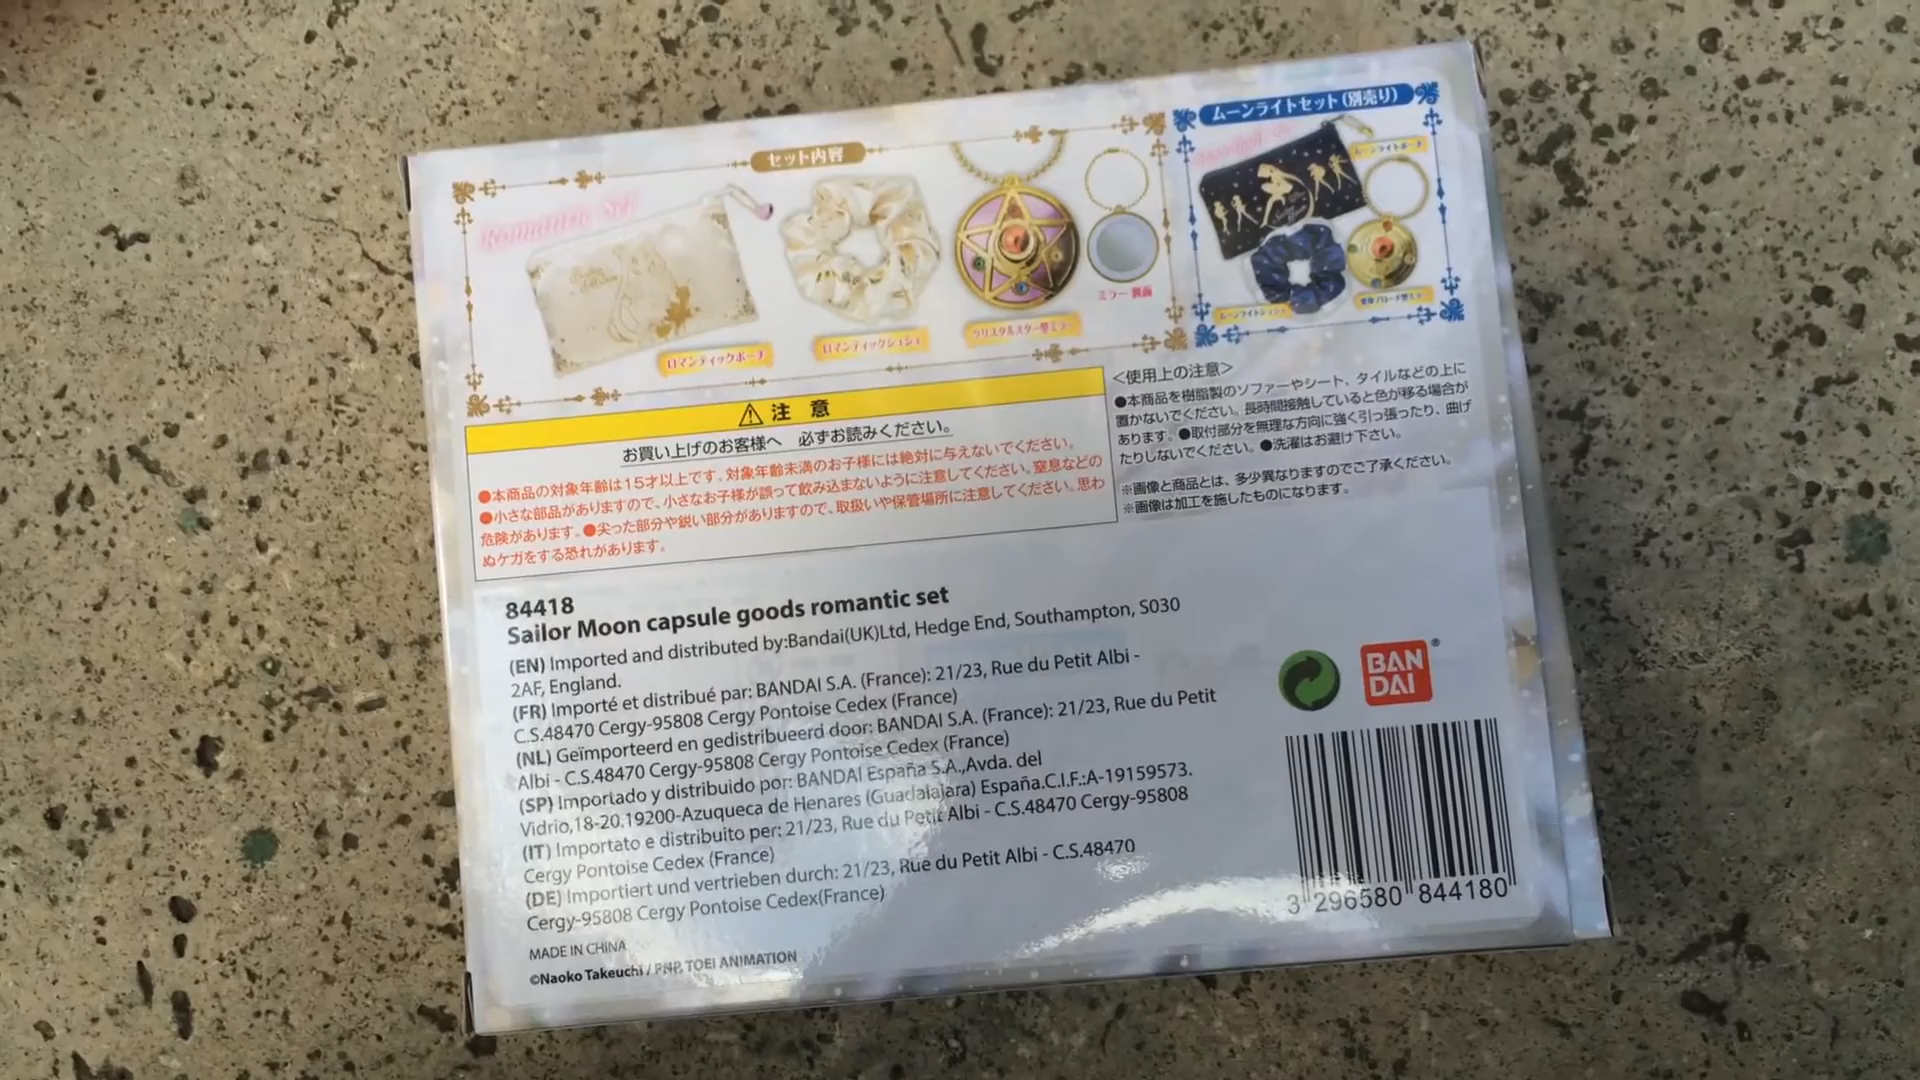 セット内容
Romantic Set
ロマンティックポーチ
ロマンティックシュシュ
クリスタルスター型ミラー
ミラー裏面
ムーンライトセット(別売り)
ムーンライトポーチ
ムーンライトシュシュ
⚠注 意
お買い上げのお客様へ 必ずお読みください。
●本商品の対象年齢は15才以上です。対象年齢未満のお子様には絶対に与えないでください。
●小さな部品がありますので、小さなお子様が誤って飲み込まないように注意してください。窒息などの
危険があります。●尖った部分や鋭い部分がありますので、取扱いや保管場所に注意してください。思わ
ぬケガをする恐れがあります。
<使用上の注意>
●本商品を樹脂製のソファーやシート、タイルなどの上に
置かないでください。長時間接触していると色が移る場合が
あります。●取付部分を無理な方向に強く引っ張ったり、曲げ
たりしないでください。●洗濯はお避け下さい。
※画像と商品とは、多少異なりますのでご了承ください。
※画像は加工を施したものになります。
84418
Sailor Moon capsule goods romantic set
(EN) Imported and distributed by:Bandai(UK)Ltd, Hedge End, Southampton, S030
2AF, England.
(FR) Importé et distribué par: BANDAI S.A. (France): 21/23, Rue du Petit Albi -
C.S.48470 Cergy-95808 Cergy Pontoise Cedex (France)
(NL) Geïmporteerd en gedistribueerd door: BANDAI S.A. (France): 21/23, Rue du Petit
Albi - C.S.48470 Cergy-95808 Cergy Pontoise Cedex (France)
(SP) Importado y distribuido por: BANDAI España S.A.,Avda. del
Vidrio,18-20.19200-Azuqueca de Henares (Guadalajara) España.C.I.F.:A-19159573.
(IT) Importato e distribuito per: 21/23, Rue du Petit Albi - C.S.48470 Cergy-95808
Cergy Pontoise Cedex (France)
(DE) Importiert und vertrieben durch: 21/23, Rue du Petit Albi - C.S.48470
Cergy-95808 Cergy Pontoise Cedex(France)
MADE IN CHINA
©Naoko Takeuchi / PNP, TOEI ANIMATION
BAN
DAI
®
3 296580 844180